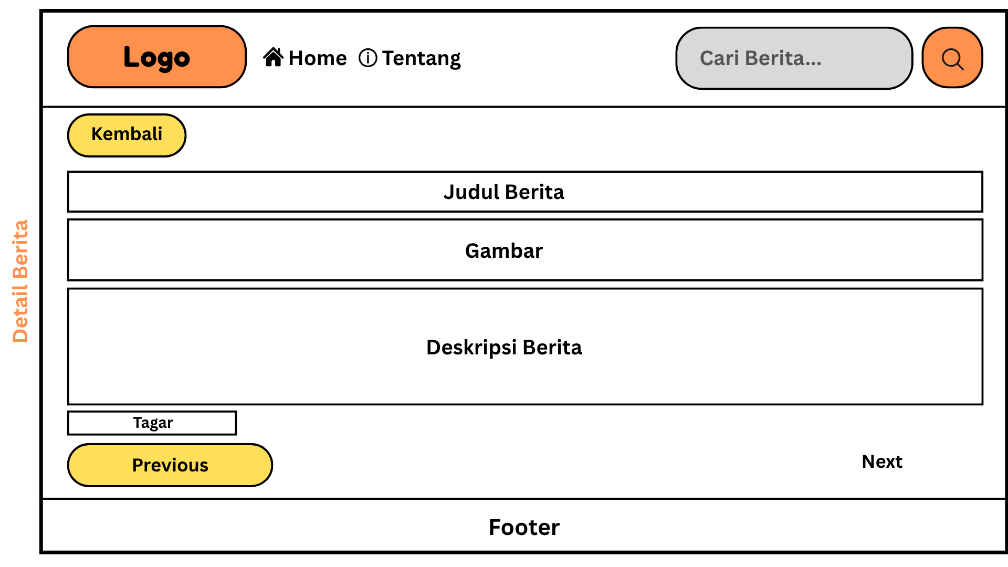 Logo
Home
Tentang
Cari Berita...
Kembali
Detail Berita
Judul Berita
Gambar
Deskripsi Berita
Tagar
Previous
Next
Footer